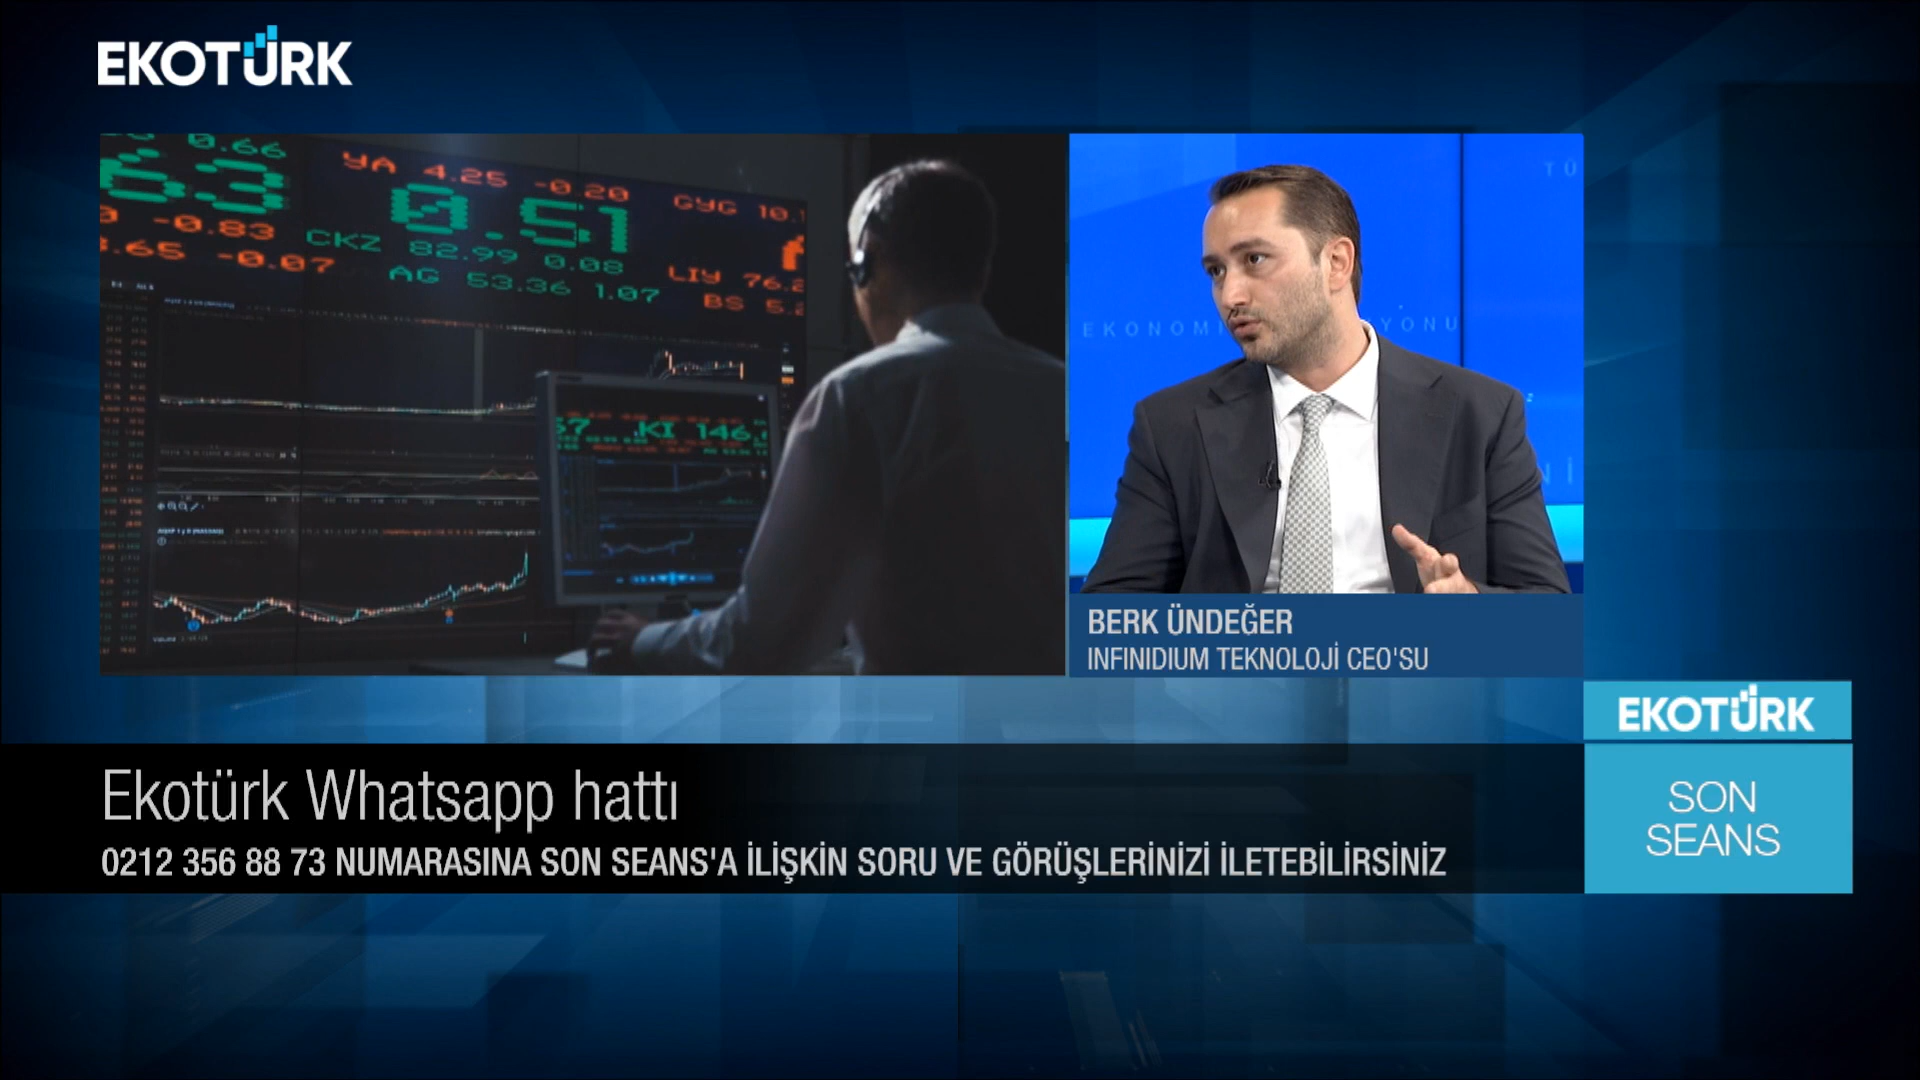 EKOTÜRK
0.66
63
YA 4.25 -0.20
0.51
GYG 10.
-0.83
CKZ 82.99 0.08
.65 -0.07
AG 53.36 1.07
LIY 76.2
BS 5.2
KI 146.
TÜ
EKONOMİ
YONU
BERK ÜNDEĞER
INFINIDIUM TEKNOLOJİ CEO'SU
EKOTÜRK
SON
SEANS
Ekotürk Whatsapp hattı
0212 356 88 73 NUMARASINA SON SEANS'A İLİŞKİN SORU VE GÖRÜŞLERİNİZİ İLETEBİLİRSİNİZ